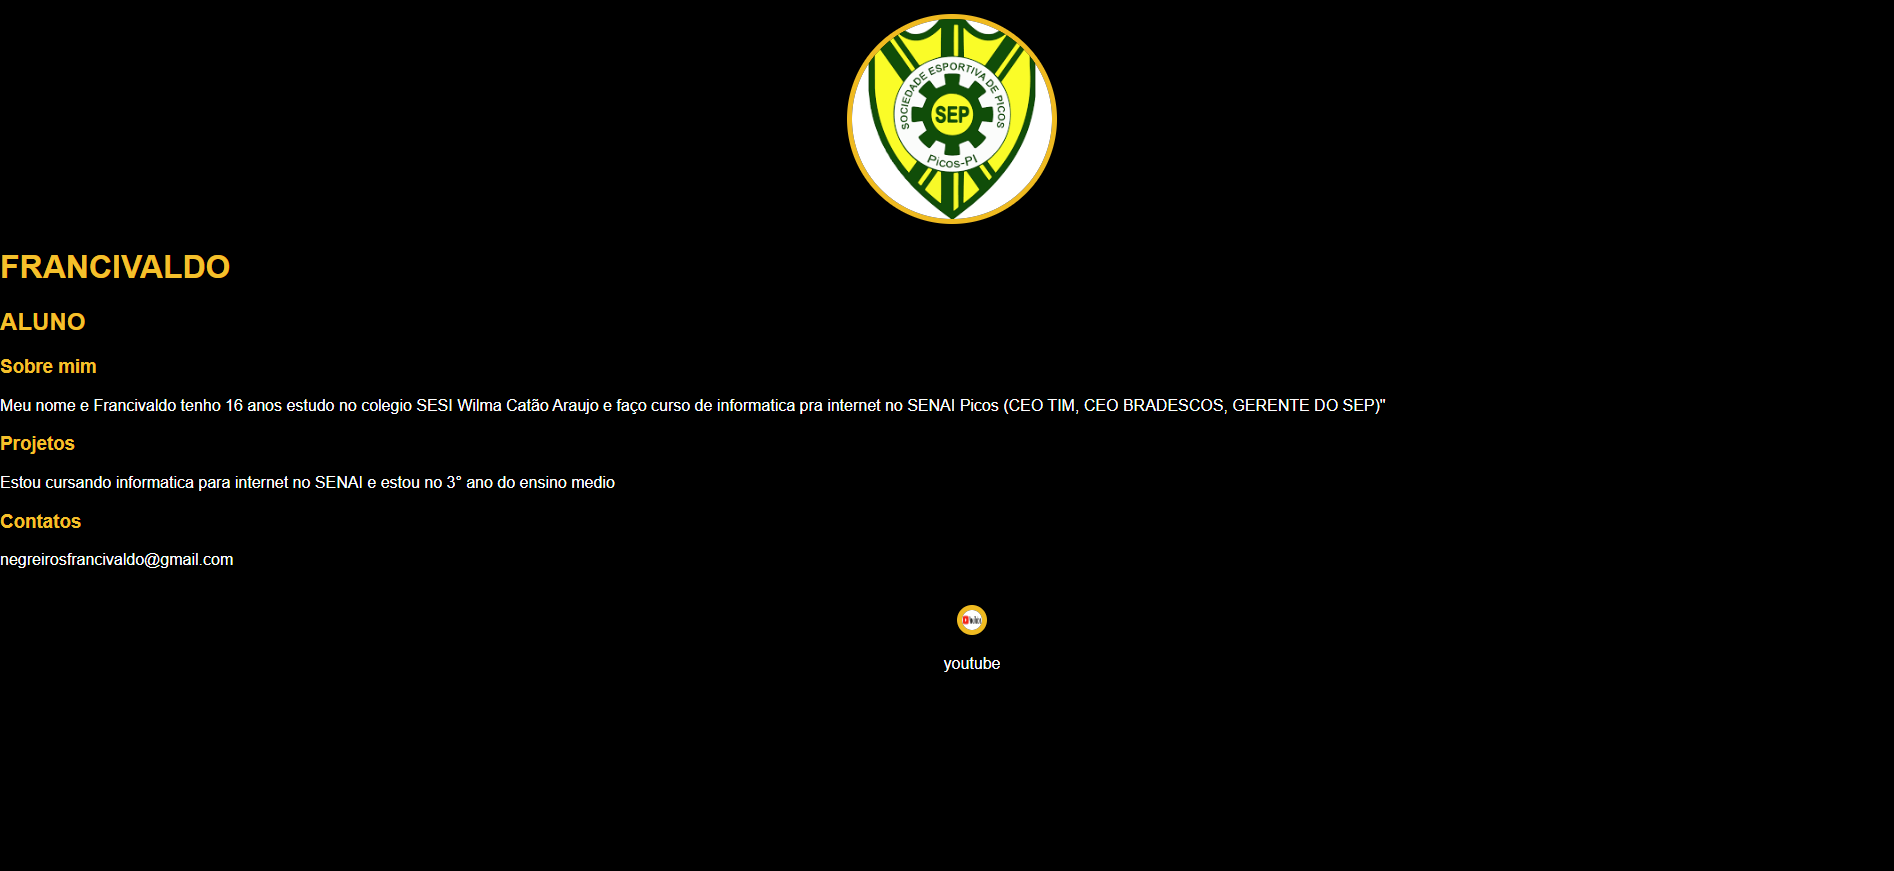 SOCIEDADE ESPORTIVA DE PICOS
SEP
Picos-PI
FRANCIVALDO
ALUNO
Sobre mim
Meu nome e Francivaldo tenho 16 anos estudo no colegio SESI Wilma Catão Araujo e faço curso de informatica pra internet no SENAI Picos (CEO TIM, CEO BRADESCOS, GERENTE DO SEP)"
Projetos
Estou cursando informatica para internet no SENAI e estou no 3° ano do ensino medio
Contatos
negreirosfrancivaldo@gmail.com
youtube